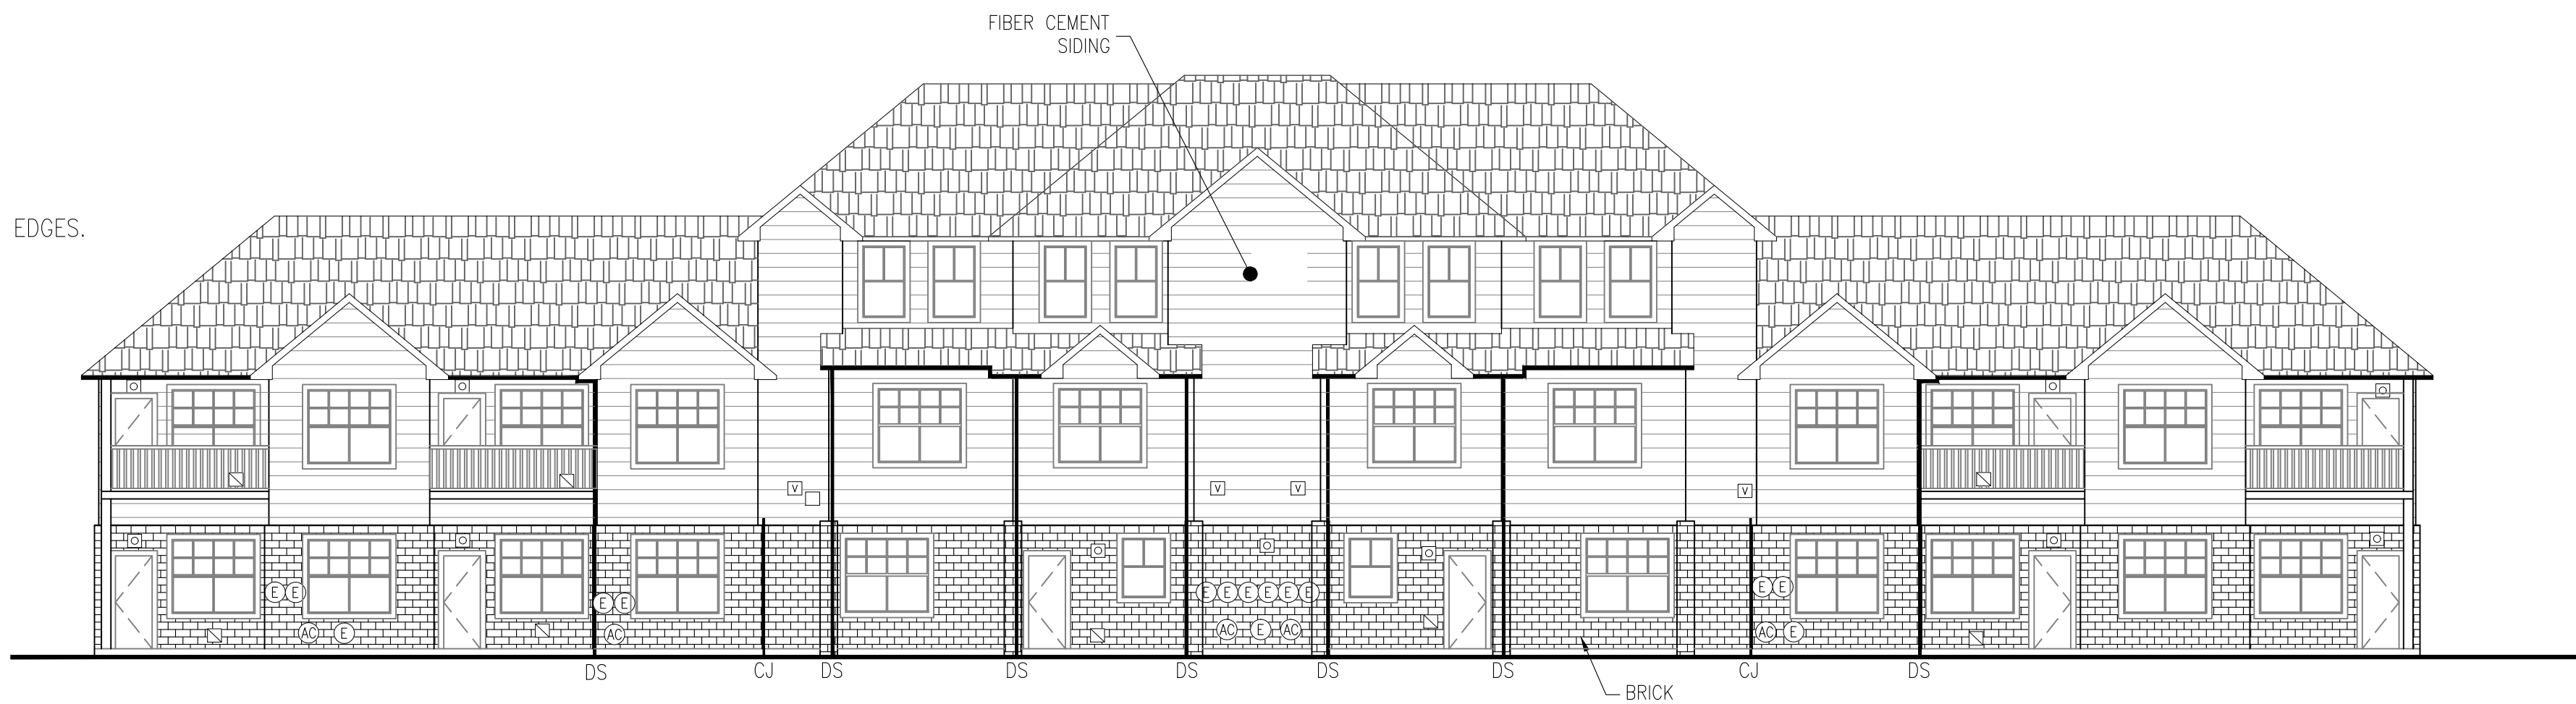 FIBER CEMENT
SIDING
EDGES.
V
V
V
V
E E
E E
E E E E E E
E E
AC E
AC
AC E AC
AC E
DS
CJ
DS
DS
DS
DS
DS
CJ
DS
BRICK